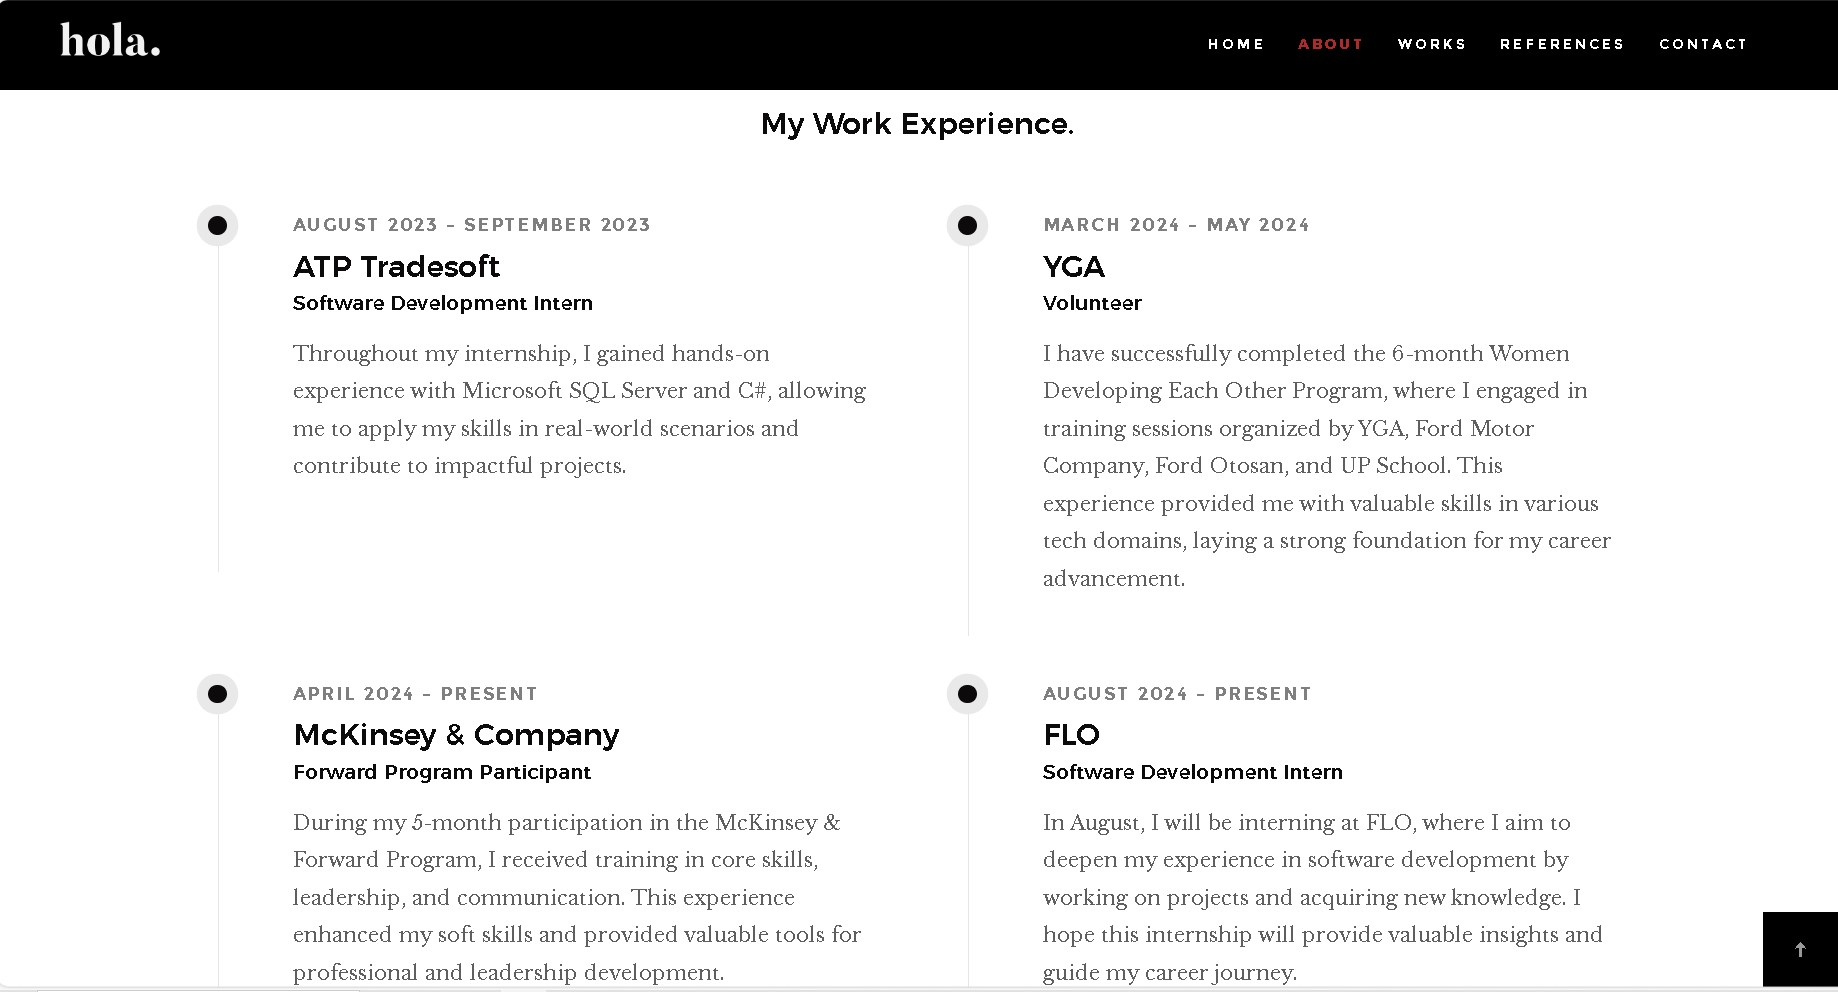 hola.
HOME ABOUT WORKS REFERENCES CONTACT
My Work Experience.
AUGUST 2023 – SEPTEMBER 2023
ATP Tradesoft
Software Development Intern
Throughout my internship, I gained hands-on
experience with Microsoft SQL Server and C#, allowing
me to apply my skills in real-world scenarios and
contribute to impactful projects.
MARCH 2024 – MAY 2024
YGA
Volunteer
I have successfully completed the 6-month Women
Developing Each Other Program, where I engaged in
training sessions organized by YGA, Ford Motor
Company, Ford Otosan, and UP School. This
experience provided me with valuable skills in various
tech domains, laying a strong foundation for my career
advancement.
APRIL 2024 – PRESENT
McKinsey & Company
Forward Program Participant
During my 5-month participation in the McKinsey &
Forward Program, I received training in core skills,
leadership, and communication. This experience
enhanced my soft skills and provided valuable tools for
professional and leadership development.
AUGUST 2024 – PRESENT
FLO
Software Development Intern
In August, I will be interning at FLO, where I aim to
deepen my experience in software development by
working on projects and acquiring new knowledge. I
hope this internship will provide valuable insights and
guide my career journey.